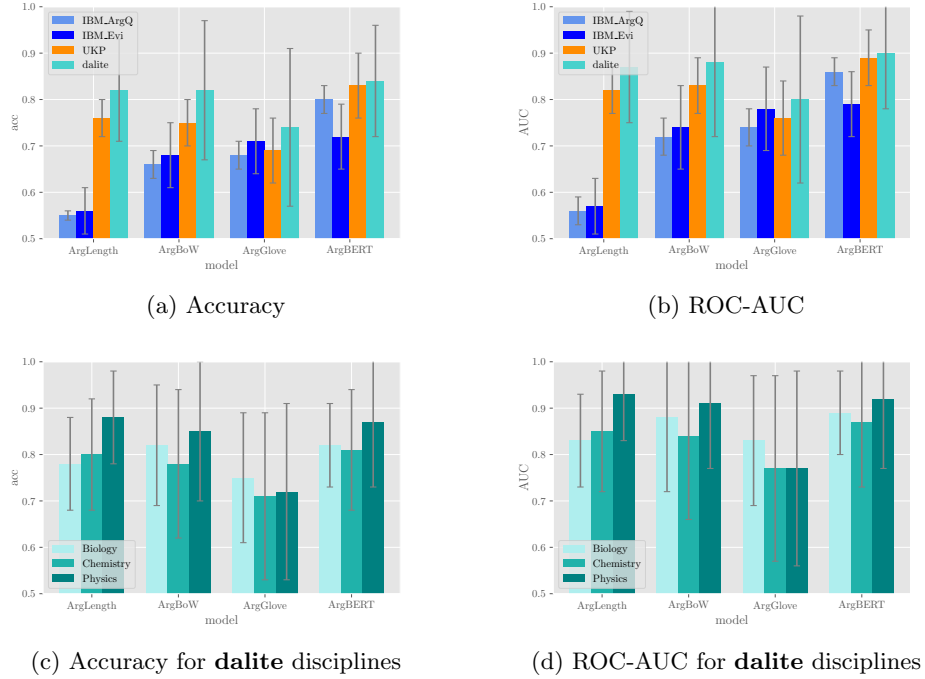 1.0
0.9
0.8
0.7
0.6
0.5
acc
IBM_ArgQ
IBM_Evi
UKP
dalite
ArgLength ArgBoW ArgGlove ArgBERT
model
(a) Accuracy
1.0
0.9
0.8
0.7
0.6
0.5
AUC
IBM_ArgQ
IBM_Evi
UKP
dalite
ArgLength ArgBoW ArgGlove ArgBERT
model
(b) ROC-AUC
1.0
0.9
0.8
0.7
0.6
0.5
acc
Biology
Chemistry
Physics
ArgLength ArgBoW ArgGlove ArgBERT
model
(c) Accuracy for dalite disciplines
1.0
0.9
0.8
0.7
0.6
0.5
AUC
Biology
Chemistry
Physics
ArgLength ArgBoW ArgGlove ArgBERT
model
(d) ROC-AUC for dalite disciplines